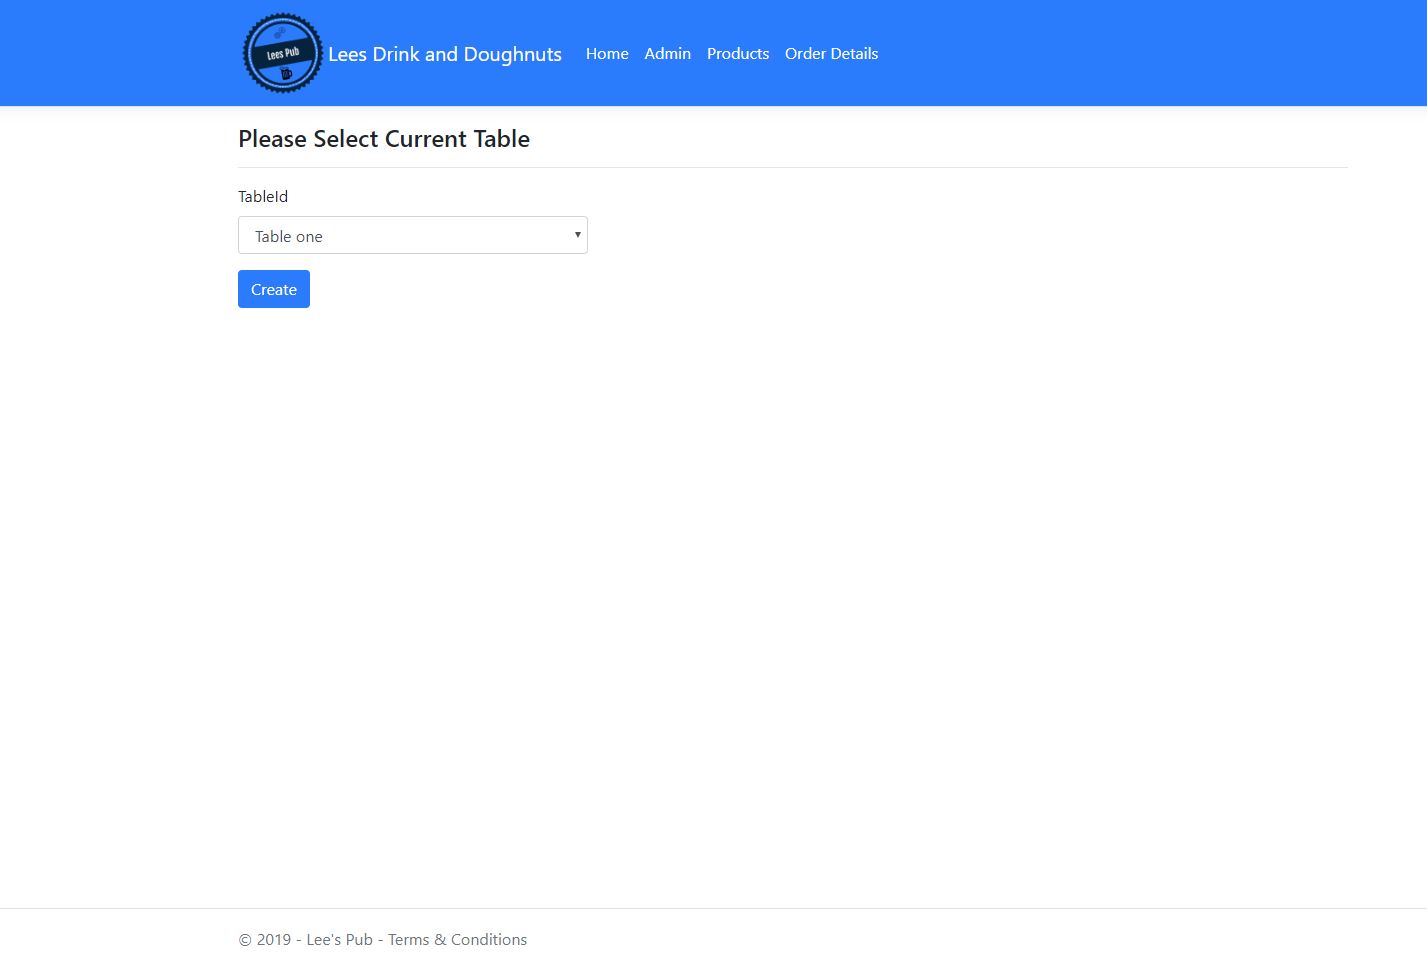 Lees Pub
Lees Drink and Doughnuts Home Admin Products Order Details
Please Select Current Table
TableId
Table one
Create
© 2019 - Lee's Pub - Terms & Conditions